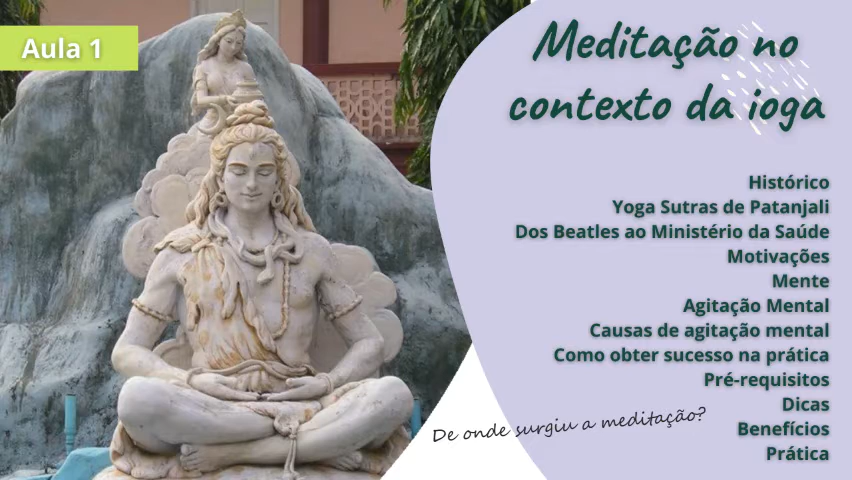 Aula 1
Meditação no
contexto da ioga
Histórico
Yoga Sutras de Patanjali
Dos Beatles ao Ministério da Saúde
Motivações
Mente
Agitação Mental
Causas de agitação mental
Como obter sucesso na prática
Pré-requisitos
Dicas
De onde surgiu a meditação?
Benefícios
Prática